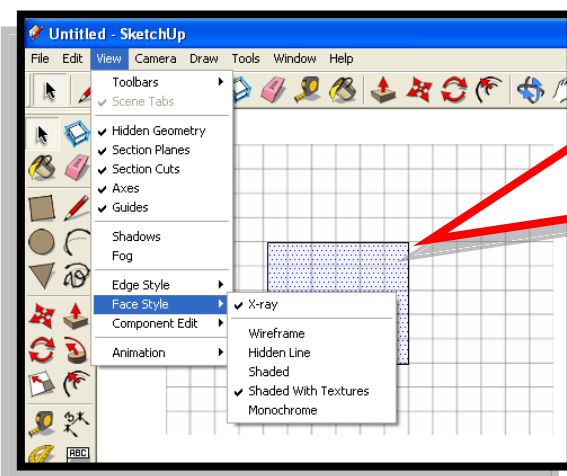 Untitled - SketchUp
File Edit View Camera Draw Tools Window Help
Toolbars
Scene Tabs
Hidden Geometry
Section Planes
Section Cuts
Axes
Guides
Shadows
Fog
Edge Style
Face Style
Component Edit
Animation
X-ray
Wireframe
Hidden Line
Shaded
Shaded With Textures
Monochrome
ABC